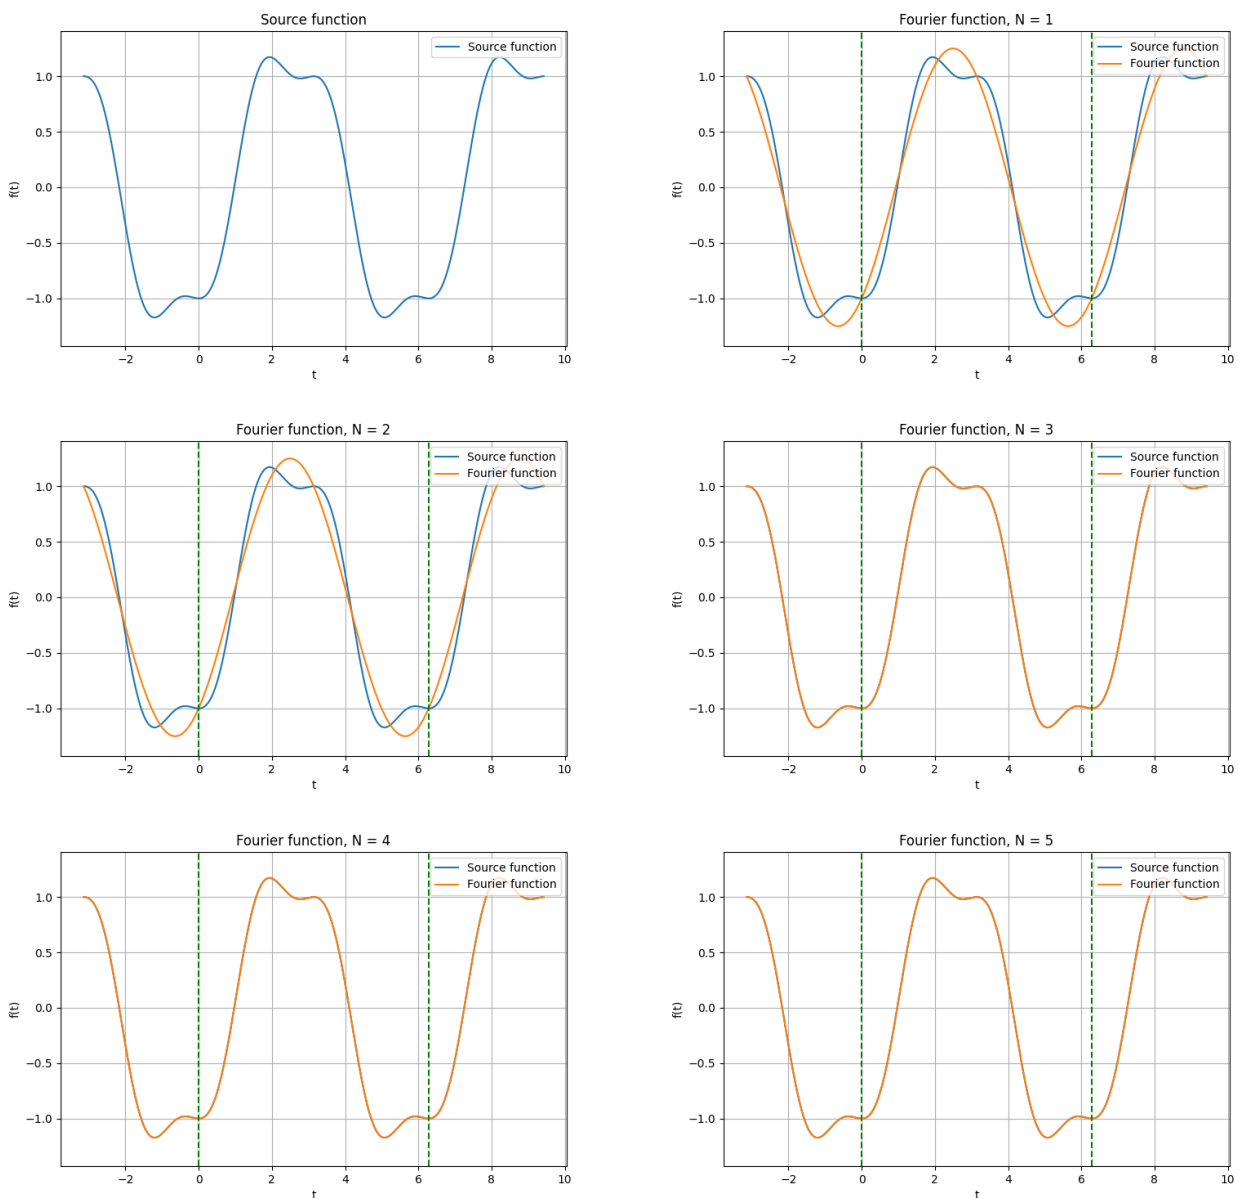 Source function
Source function
f(t)
1.0
0.5
0.0
−0.5
−1.0
−2 0 2 4 6 8 10
t
Fourier function, N = 1
Source function
Fourier function
f(t)
1.0
0.5
0.0
−0.5
−1.0
−2 0 2 4 6 8 10
t
Fourier function, N = 2
Source function
Fourier function
f(t)
1.0
0.5
0.0
−0.5
−1.0
−2 0 2 4 6 8 10
t
Fourier function, N = 3
Source function
Fourier function
f(t)
1.0
0.5
0.0
−0.5
−1.0
−2 0 2 4 6 8 10
t
Fourier function, N = 4
Source function
Fourier function
f(t)
1.0
0.5
0.0
−0.5
−1.0
−2 0 2 4 6 8 10
t
Fourier function, N = 5
Source function
Fourier function
f(t)
1.0
0.5
0.0
−0.5
−1.0
−2 0 2 4 6 8 10
t